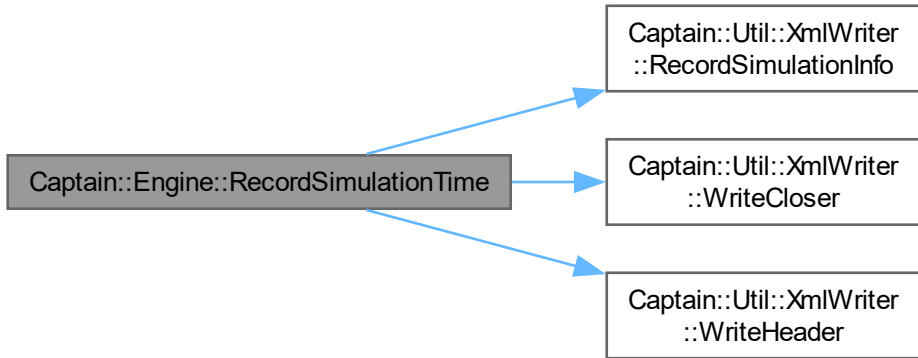 Captain::Engine::RecordSimulationTime
Captain::Util::XmlWriter
::RecordSimulationInfo
Captain::Util::XmlWriter
::WriteCloser
Captain::Util::XmlWriter
::WriteHeader